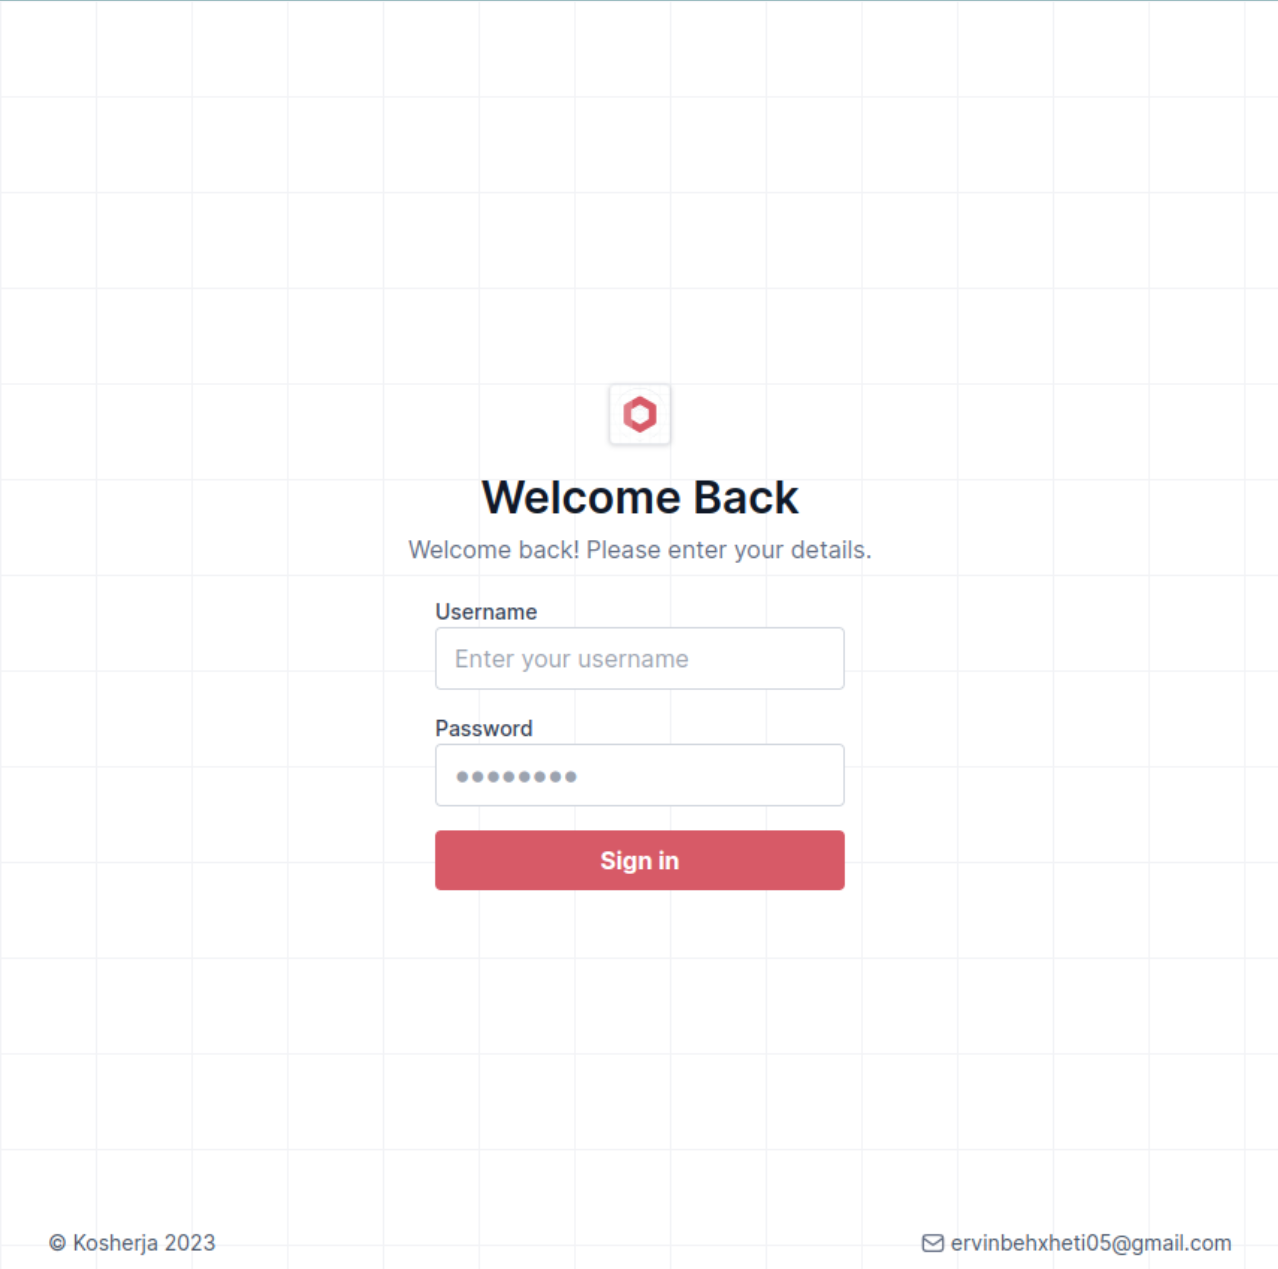 Welcome Back
Welcome back! Please enter your details.
Username
Enter your username
Password
●●●●●●●●
Sign in
© Kosherja 2023
ervinbehxheti05@gmail.com